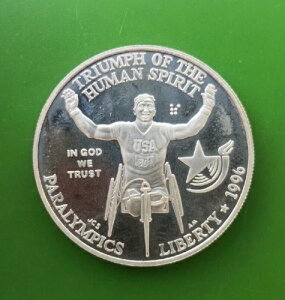 TRIUMPH OF THE
HUMAN SPIRIT
IN GOD
WE
TRUST
USA
PARALYMPICS
LIBERTY ★ 1996